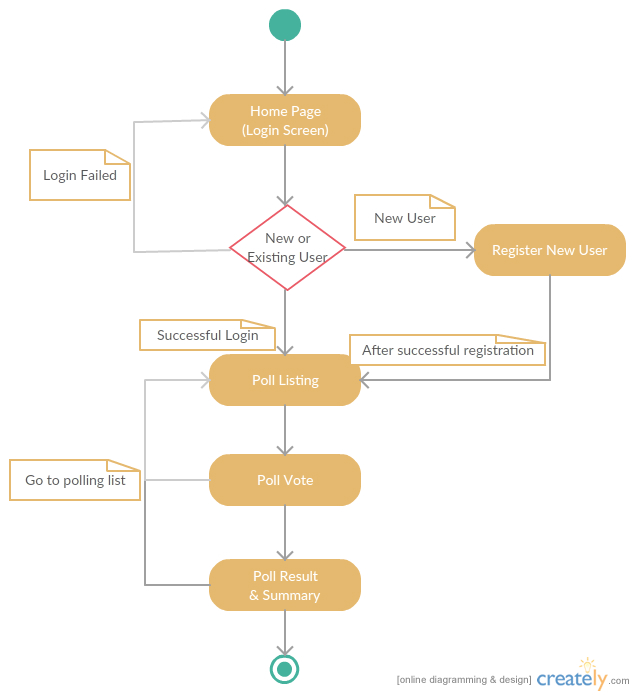 Home Page
(Login Screen)
Login Failed
New User
New or
Existing User
Register New User
Successful Login
After successful registration
Poll Listing
Go to polling list
Poll Vote
Poll Result
& Summary
[online diagramming & design] creately.com